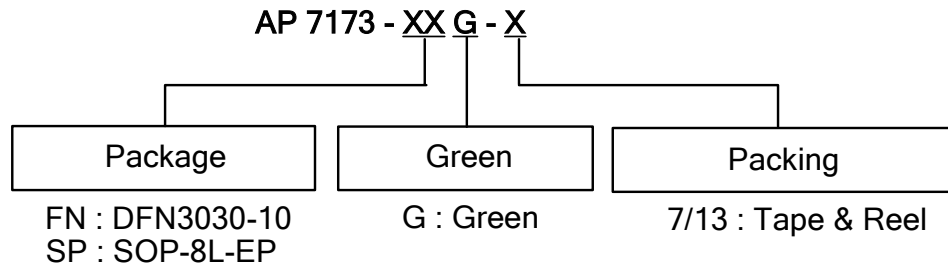 AP 7173 - XX G - X
Package
Green
Packing
FN : DFN3030-10
G : Green
7/13 : Tape & Reel
SP : SOP-8L-EP